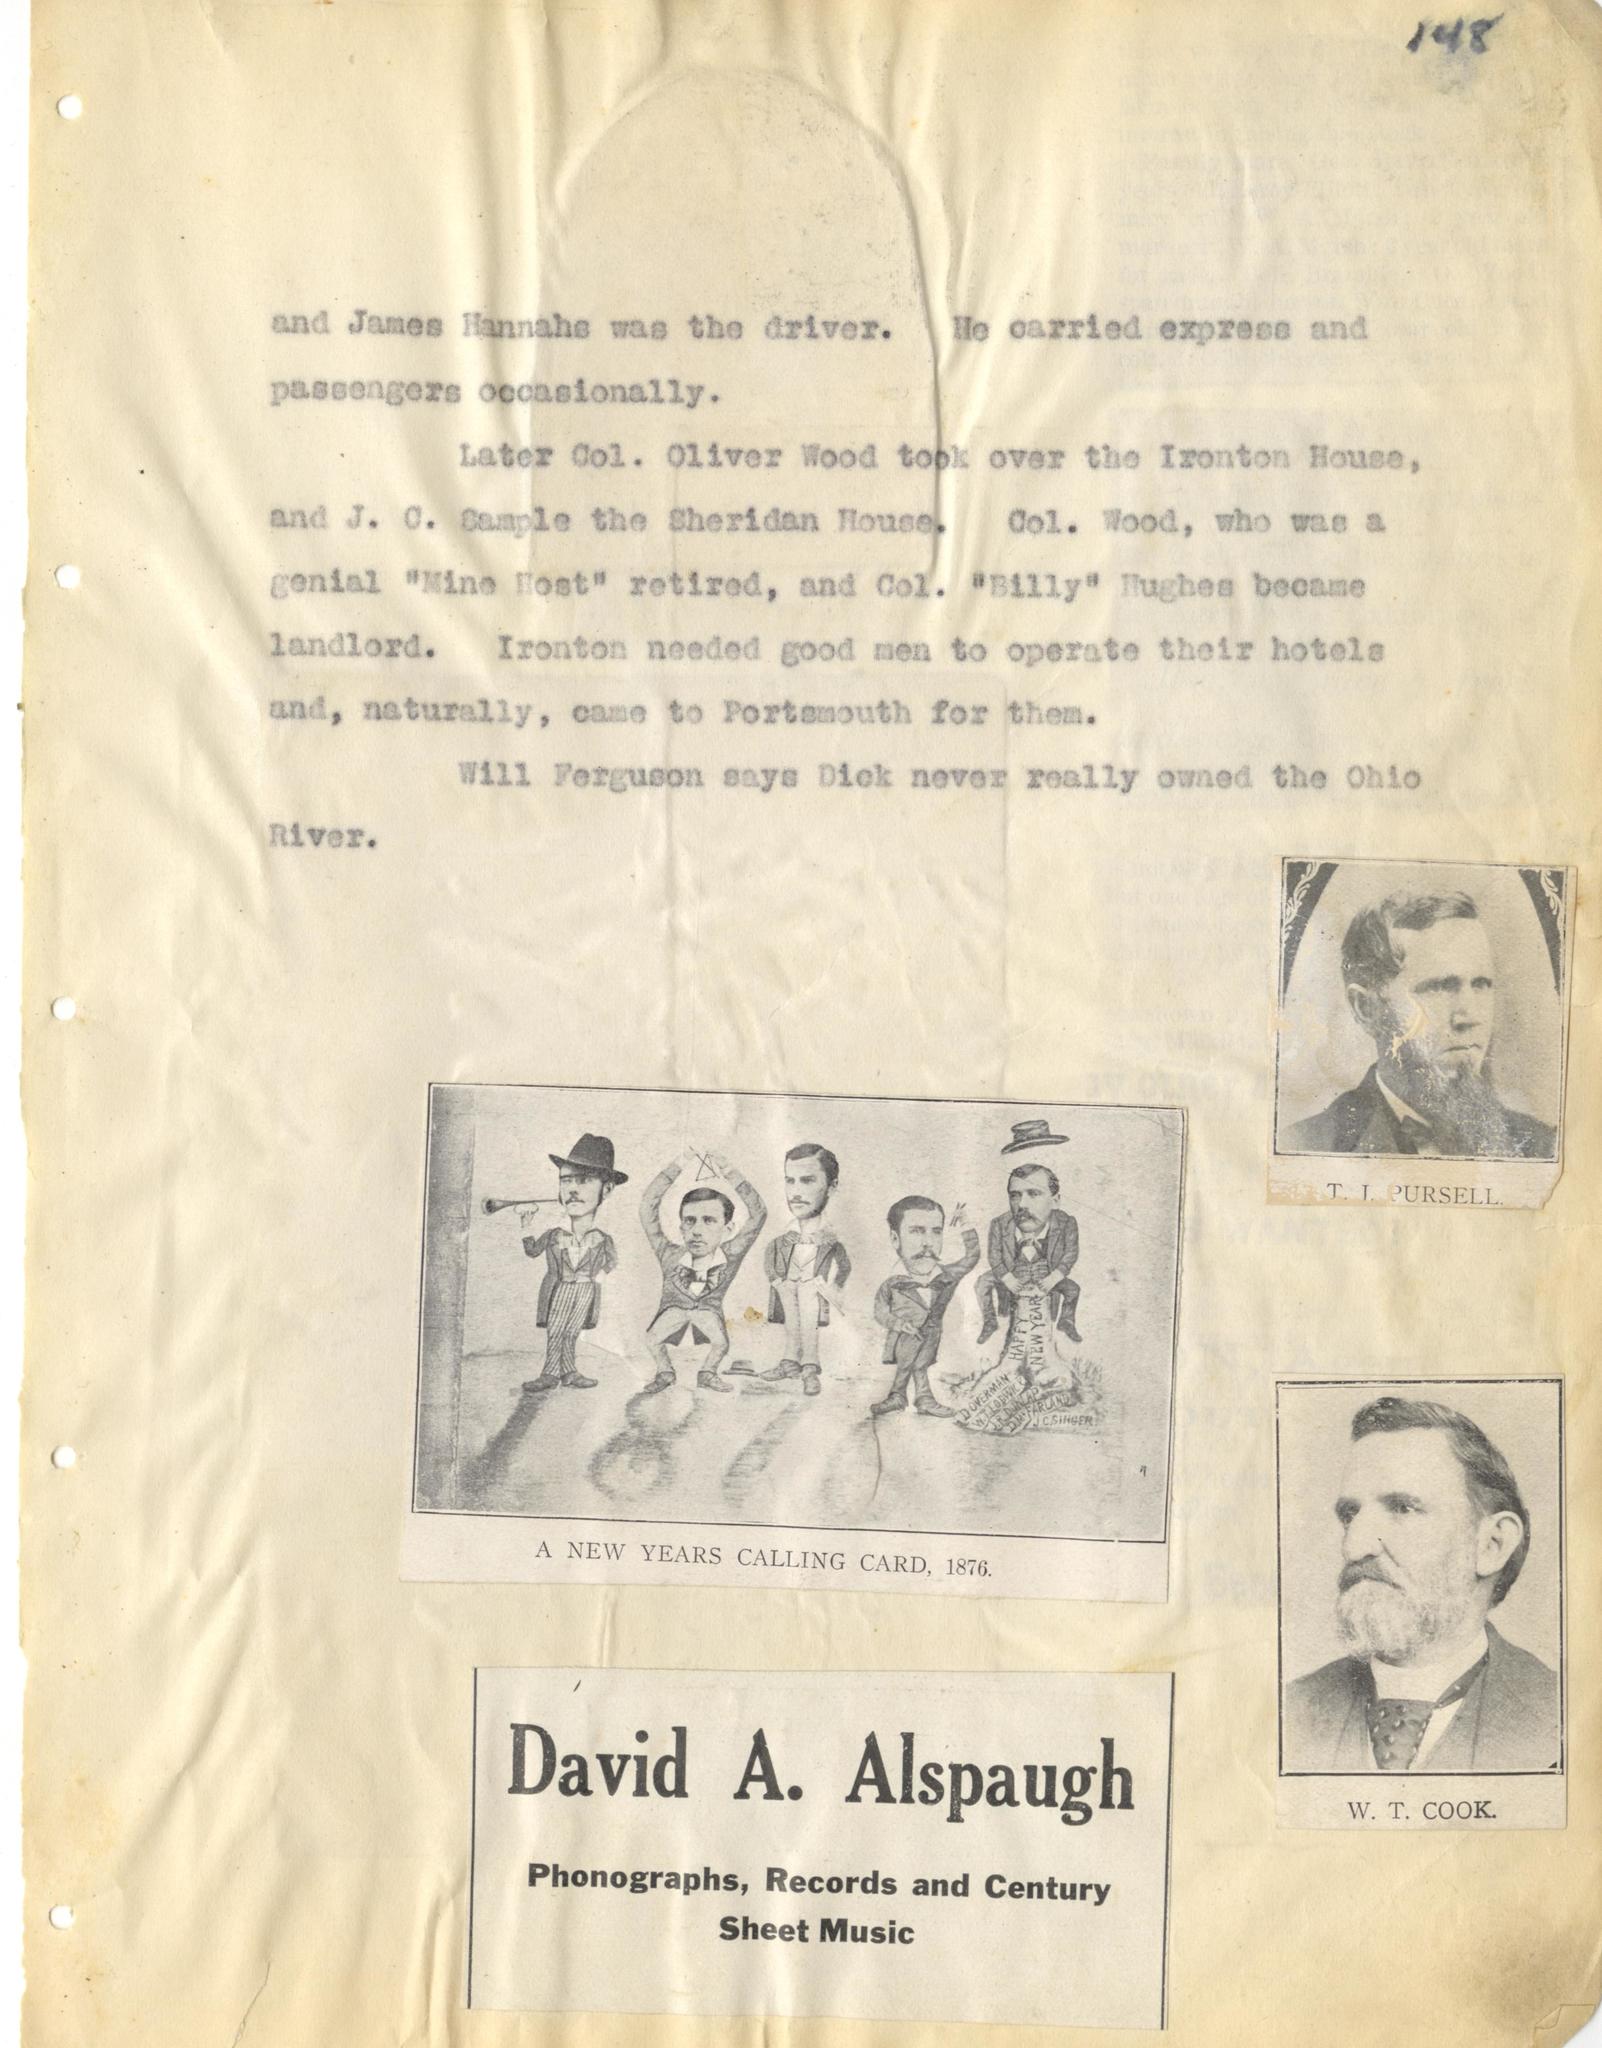 148
and James Hannahs was the driver. He carried express and
passengers occasionally.
Later Col. Oliver Wood took over the Ironton House,
and J. C. Sample the Sheridan House. Col. Wood, who was a
genial "Mine Host" retired, and Col. "Billy" Hughes became
landlord. Ironton needed good men to operate their hotels
and, naturally, came to Portsmouth for them.
Will Ferguson says Dick never really owned the Ohio
River.
T. J. PURSELL.
HAPPY
NEW YEAR
D OVERMAN
J.R. DUNLAP
D. McFARLAND
J.C. SINGER
A NEW YEARS CALLING CARD, 1876.
W. T. COOK.
David A. Alspaugh
Phonographs, Records and Century
Sheet Music